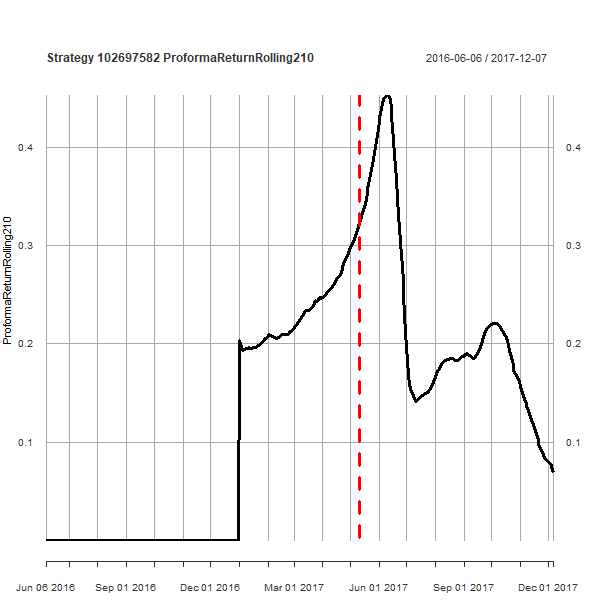 Strategy 102697582 ProformaReturnRolling210
2016-06-06 / 2017-12-07
ProformaReturnRolling210
0.4
0.4
0.3
0.3
0.2
0.2
0.1
0.1
Jun 06 2016
Sep 01 2016
Dec 01 2016
Mar 01 2017
Jun 01 2017
Sep 01 2017
Dec 01 2017